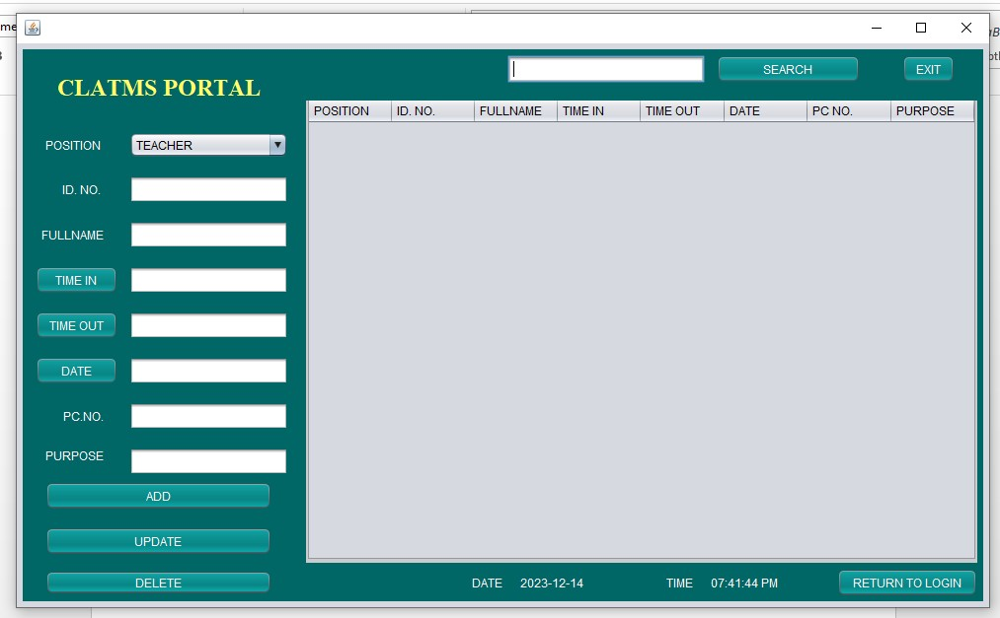 me
SEARCH
EXIT
CLATMS PORTAL
POSITION ID. NO. FULLNAME TIME IN TIME OUT DATE PC NO. PURPOSE
POSITION TEACHER
ID. NO.
FULLNAME
TIME IN
TIME OUT
DATE
PC.NO.
PURPOSE
ADD
UPDATE
DELETE
DATE 2023-12-14 TIME 07:41:44 PM RETURN TO LOGIN